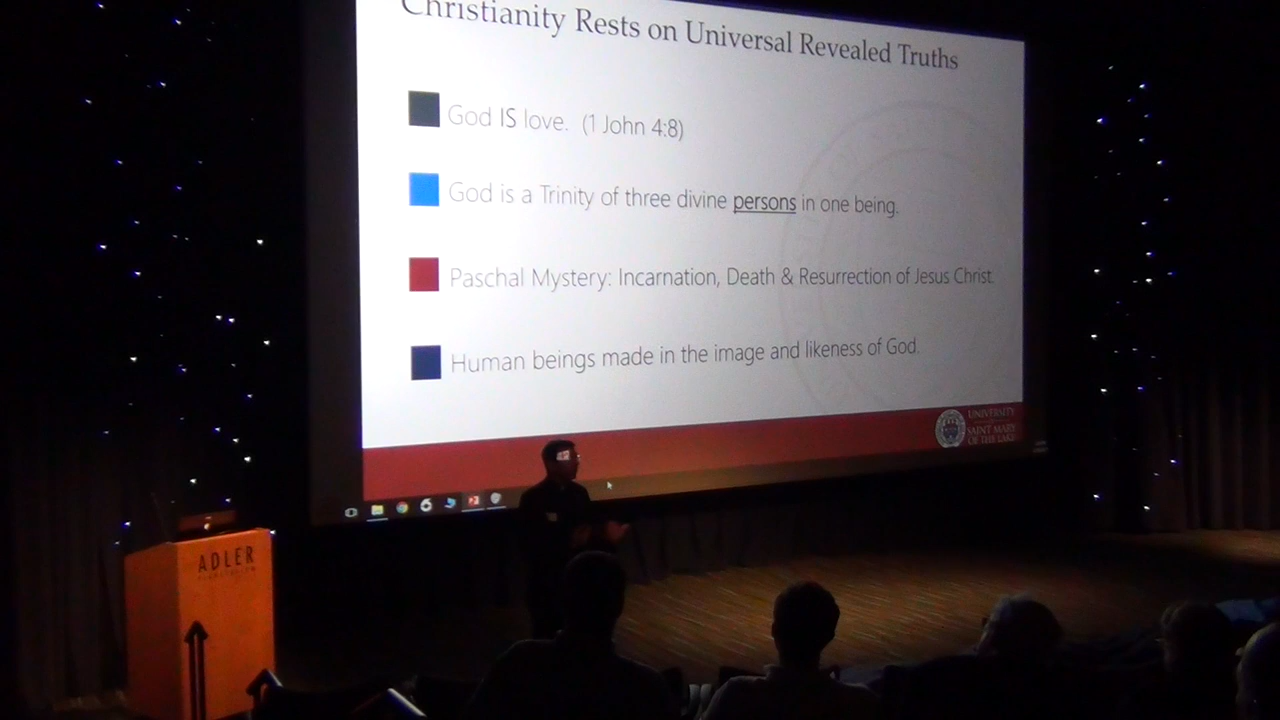 Christianity Rests on Universal Revealed Truths
God IS love. (1 John 4:8)
God is a Trinity of three divine persons in one being.
Paschal Mystery: Incarnation, Death & Resurrection of Jesus Christ.
Human beings made in the image and likeness of God.
UNIVERSITY
SAINT MARY
OF THE LAKE
ADLER
PLANETARIUM